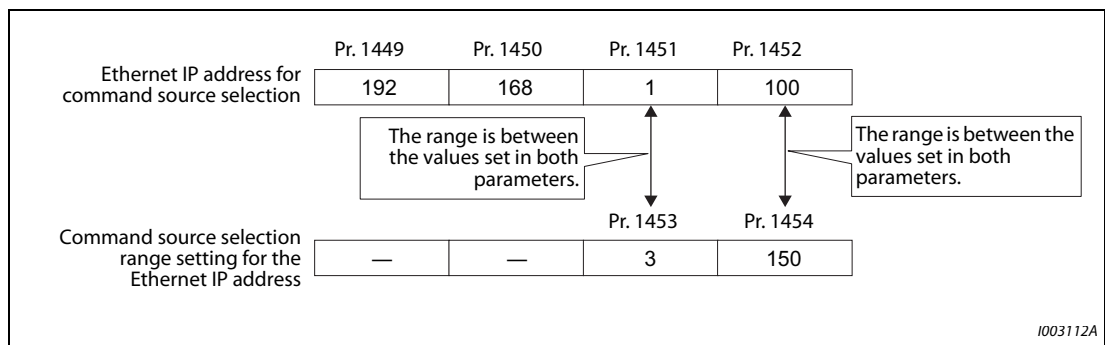 Pr. 1449 Pr. 1450 Pr. 1451 Pr. 1452
Ethernet IP address for
command source selection
192 168 1 100
The range is between
the values set in both
parameters.
The range is between the
values set in both
parameters.
Pr. 1453 Pr. 1454
Command source selection
range setting for the
Ethernet IP address
— — 3 150
I003112A